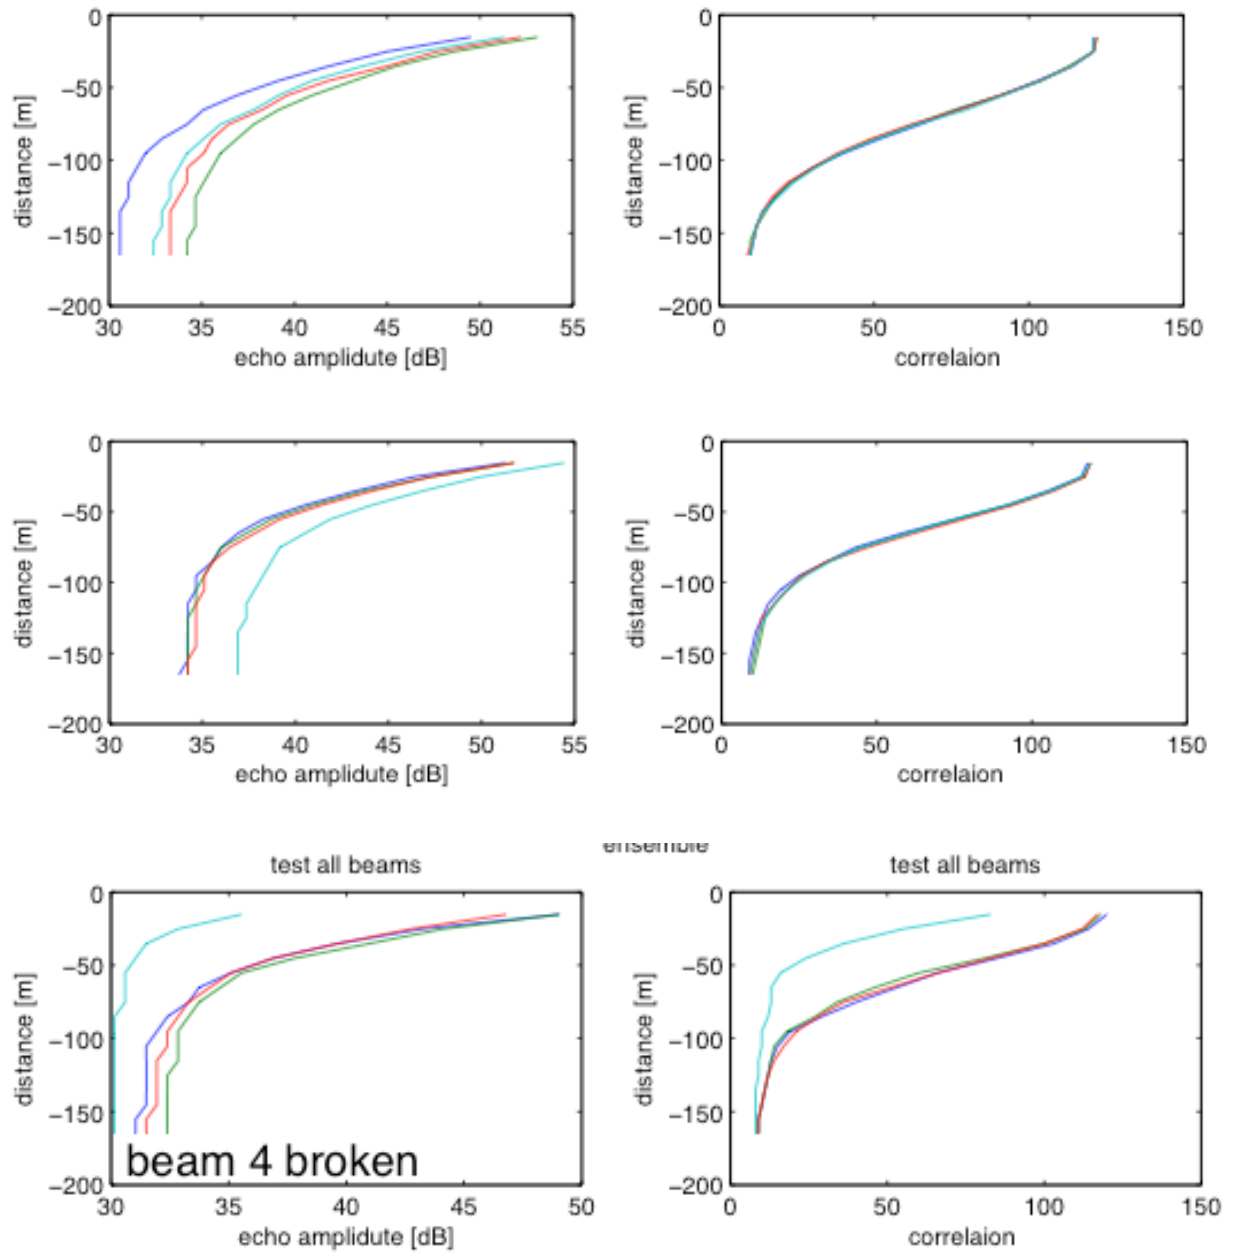 0
−50
−100
−150
−200
distance [m]
30 35 40 45 50 55
echo amplidute [dB]
0
−50
−100
−150
−200
distance [m]
0 50 100 150
correlaion
0
−50
−100
−150
−200
distance [m]
30 35 40 45 50 55
echo amplidute [dB]
0
−50
−100
−150
−200
distance [m]
0 50 100 150
correlaion
ensemble
test all beams
0
−50
−100
−150
−200
distance [m]
beam 4 broken
30 35 40 45 50
echo amplidute [dB]
test all beams
0
−50
−100
−150
−200
distance [m]
0 50 100 150
correlaion